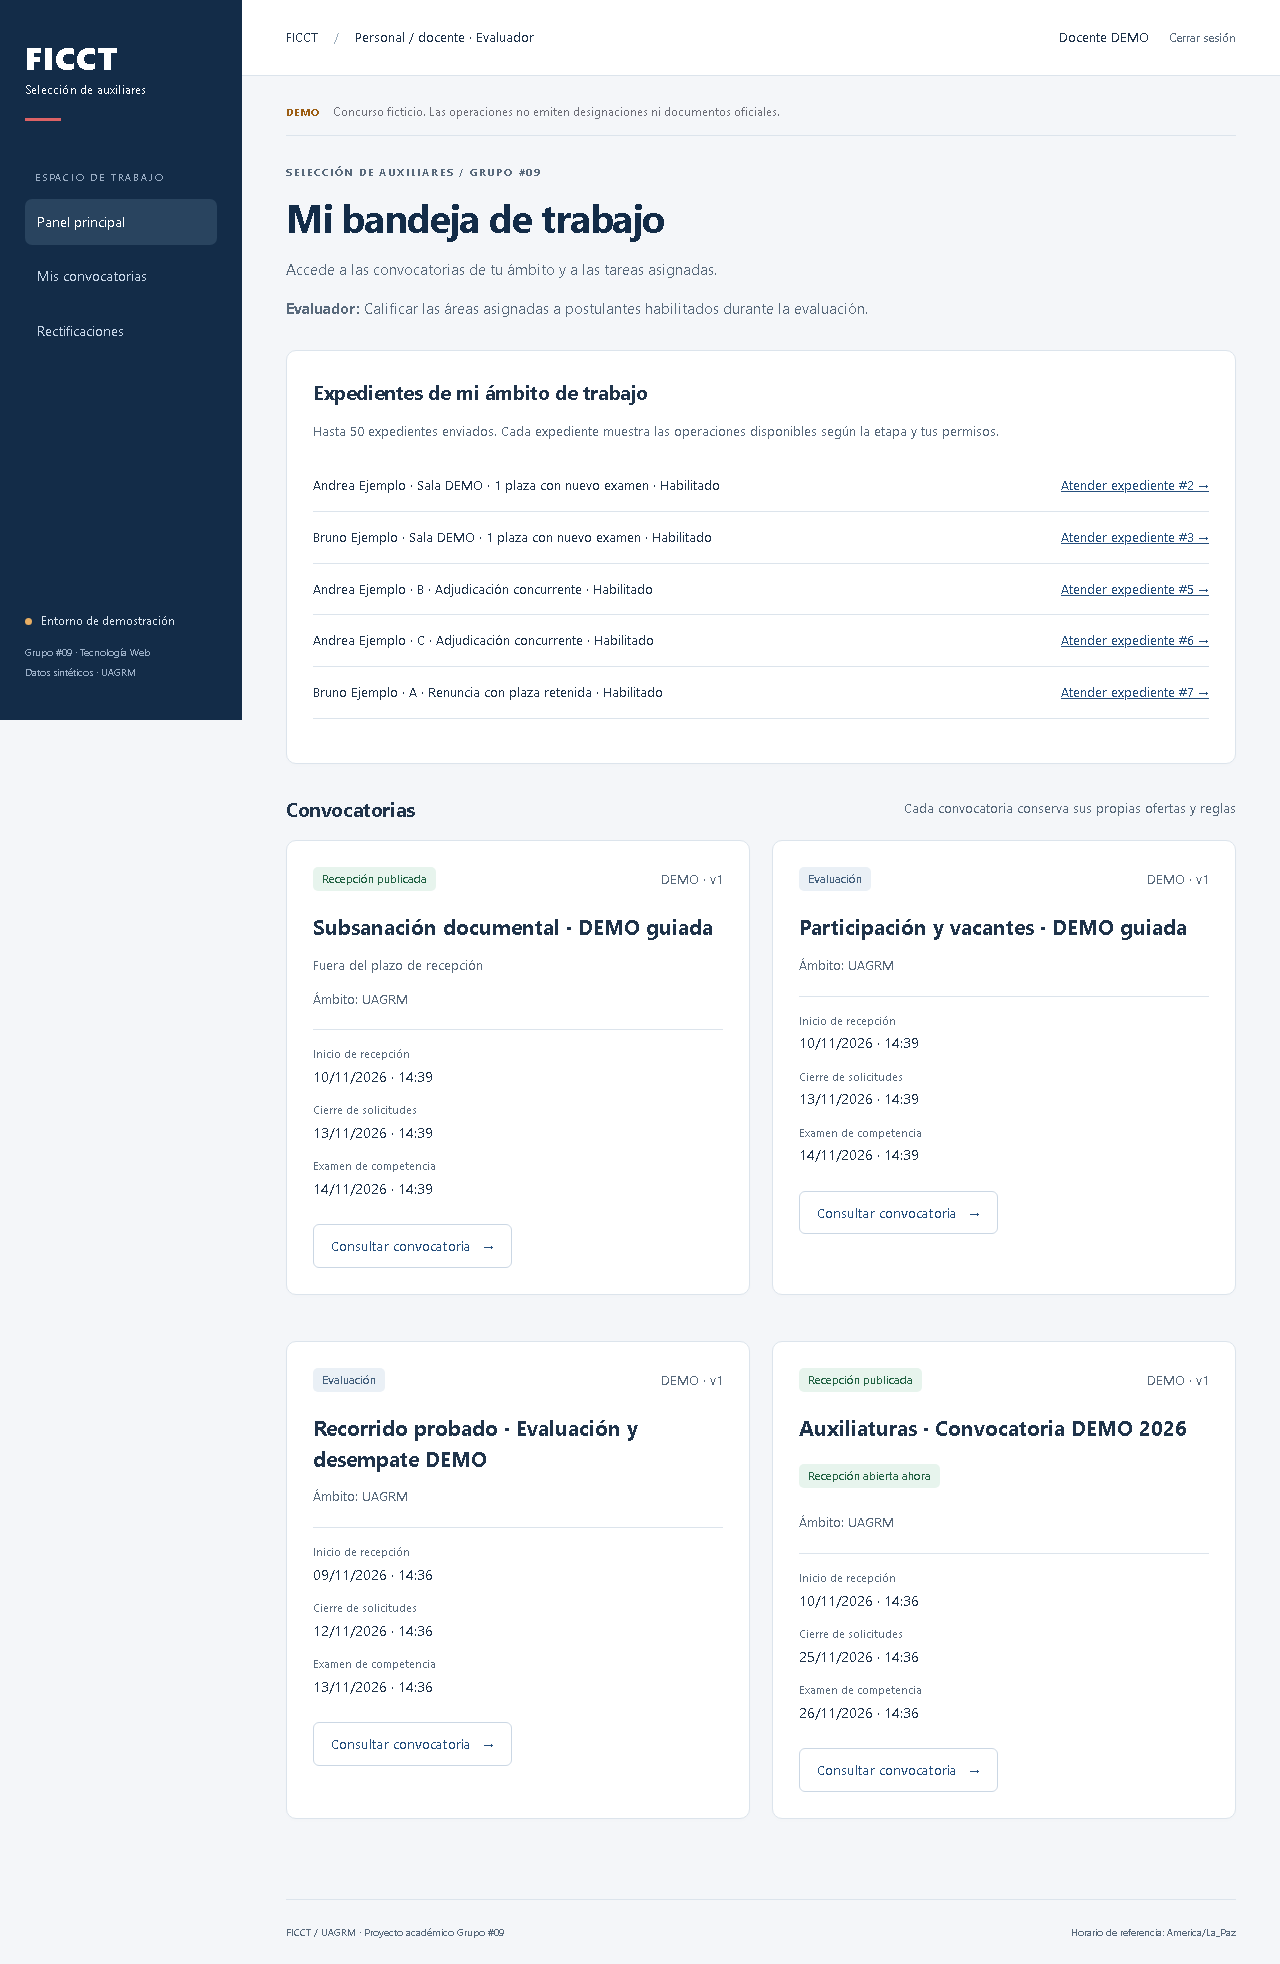 FICCT
Selección de auxiliares
ESPACIO DE TRABAJO
Panel principal
Mis convocatorias
Rectificaciones
Entorno de demostración
Grupo #09 · Tecnología Web
Datos sintéticos · UAGRM
FICCT / Personal / docente · Evaluador
Docente DEMO Cerrar sesión
DEMO Concurso ficticio. Las operaciones no emiten designaciones ni documentos oficiales.
SELECCIÓN DE AUXILIARES / GRUPO #09
Mi bandeja de trabajo
Accede a las convocatorias de tu ámbito y a las tareas asignadas.
Evaluador: Calificar las áreas asignadas a postulantes habilitados durante la evaluación.
Expedientes de mi ámbito de trabajo
Hasta 50 expedientes enviados. Cada expediente muestra las operaciones disponibles según la etapa y tus permisos.
Andrea Ejemplo · Sala DEMO · 1 plaza con nuevo examen · Habilitado Atender expediente #2 →
Bruno Ejemplo · Sala DEMO · 1 plaza con nuevo examen · Habilitado Atender expediente #3 →
Andrea Ejemplo · B · Adjudicación concurrente · Habilitado Atender expediente #5 →
Andrea Ejemplo · C · Adjudicación concurrente · Habilitado Atender expediente #6 →
Bruno Ejemplo · A · Renuncia con plaza retenida · Habilitado Atender expediente #7 →
Convocatorias
Cada convocatoria conserva sus propias ofertas y reglas
Recepción publicada DEMO · v1
Subsanación documental · DEMO guiada
Fuera del plazo de recepción
Ámbito: UAGRM
Inicio de recepción
10/11/2026 · 14:39
Cierre de solicitudes
13/11/2026 · 14:39
Examen de competencia
14/11/2026 · 14:39
Consultar convocatoria →
Evaluación DEMO · v1
Participación y vacantes · DEMO guiada
Ámbito: UAGRM
Inicio de recepción
10/11/2026 · 14:39
Cierre de solicitudes
13/11/2026 · 14:39
Examen de competencia
14/11/2026 · 14:39
Consultar convocatoria →
Evaluación DEMO · v1
Recorrido probado · Evaluación y
desempate DEMO
Ámbito: UAGRM
Inicio de recepción
09/11/2026 · 14:36
Cierre de solicitudes
12/11/2026 · 14:36
Examen de competencia
13/11/2026 · 14:36
Consultar convocatoria →
Recepción publicada DEMO · v1
Auxiliaturas · Convocatoria DEMO 2026
Recepción abierta ahora
Ámbito: UAGRM
Inicio de recepción
10/11/2026 · 14:36
Cierre de solicitudes
25/11/2026 · 14:36
Examen de competencia
26/11/2026 · 14:36
Consultar convocatoria →
FICCT / UAGRM · Proyecto académico Grupo #09
Horario de referencia: America/La_Paz